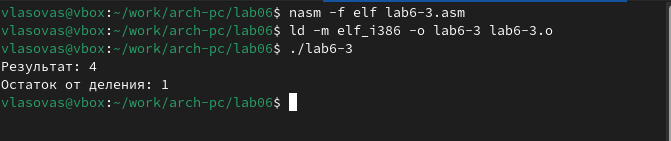 vlasovas@vbox:~/work/arch-pc/lab06$ nasm -f elf lab6-3.asm
vlasovas@vbox:~/work/arch-pc/lab06$ ld -m elf_i386 -o lab6-3 lab6-3.o
vlasovas@vbox:~/work/arch-pc/lab06$ ./lab6-3
Результат: 4
Остаток от деления: 1
vlasovas@vbox:~/work/arch-pc/lab06$